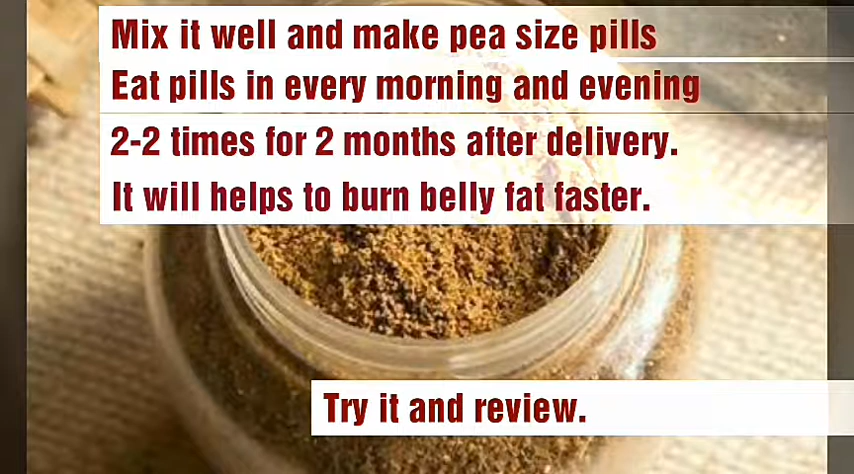 Mix it well and make pea size pills
Eat pills in every morning and evening
2-2 times for 2 months after delivery.
It will helps to burn belly fat faster.
Try it and review.